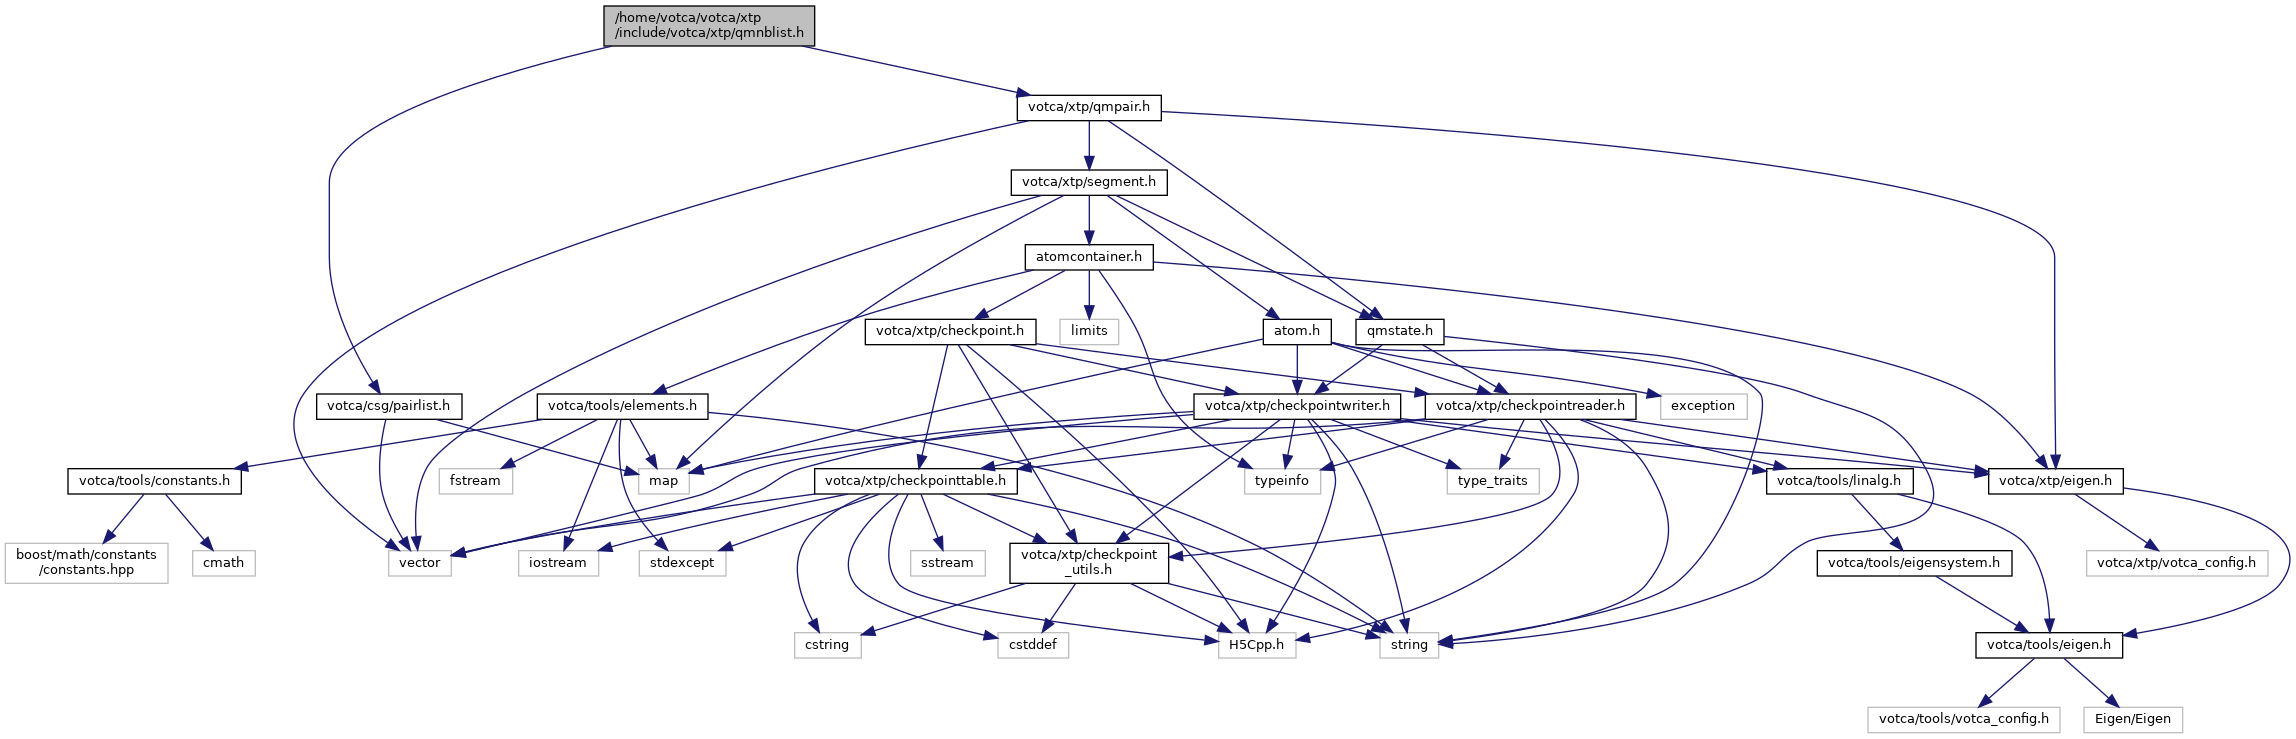 /home/votca/votca/xtp
/include/votca/xtp/qmnblist.h
votca/xtp/qmpair.h
votca/xtp/segment.h
atomcontainer.h
votca/xtp/checkpoint.h
limits
atom.h
qmstate.h
votca/csg/pairlist.h
votca/tools/elements.h
votca/xtp/checkpointwriter.h
votca/xtp/checkpointreader.h
exception
votca/tools/constants.h
fstream
map
votca/xtp/checkpointtable.h
typeinfo
type_traits
votca/tools/linalg.h
votca/xtp/eigen.h
boost/math/constants
/constants.hpp
cmath
vector
iostream
stdexcept
sstream
votca/xtp/checkpoint
_utils.h
votca/tools/eigensystem.h
votca/xtp/votca_config.h
cstring
cstddef
H5Cpp.h
string
votca/tools/eigen.h
votca/tools/votca_config.h
Eigen/Eigen